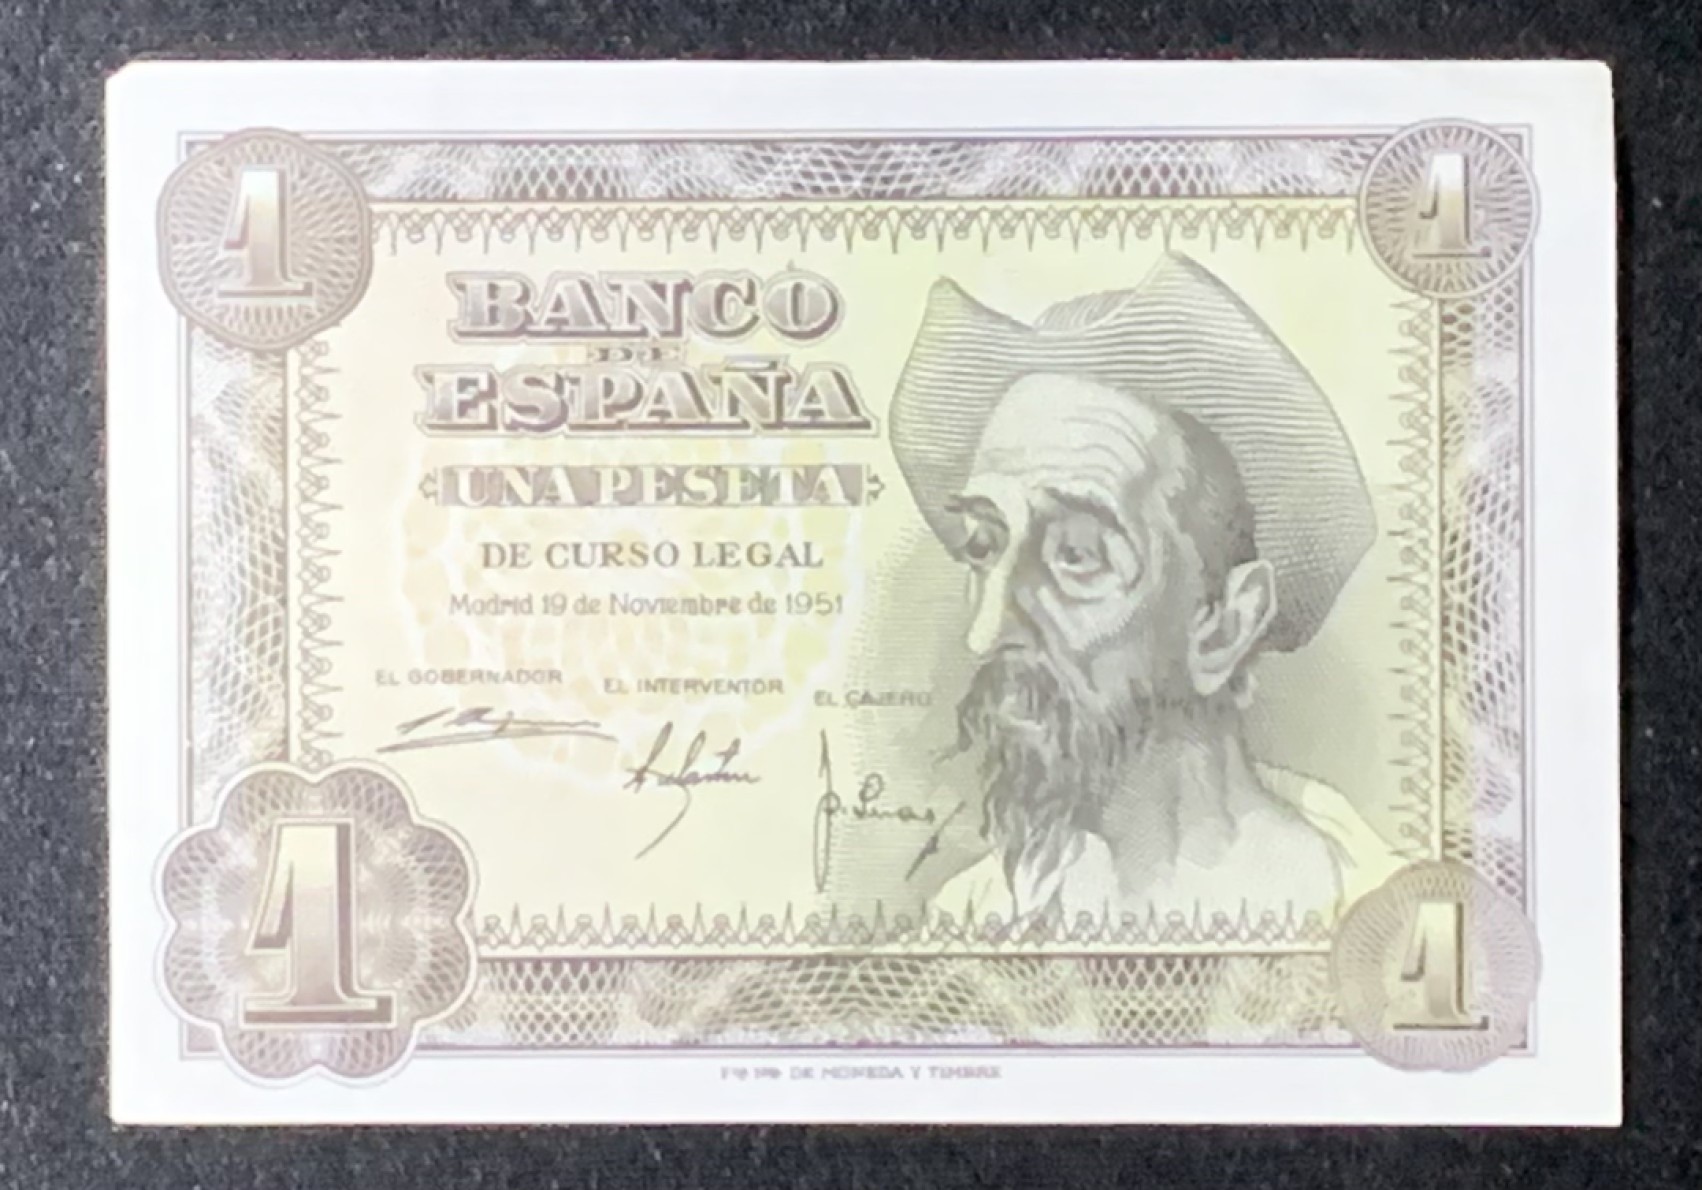 1 1
BANCO
DE
ESPAÑA
UNA PESETA
DE CURSO LEGAL
Madrid 19 de Noviembre de 1951
EL GOBERNADOR EL INTERVENTOR EL CAJERO
1 1
DE MONEDA Y TIMBRE